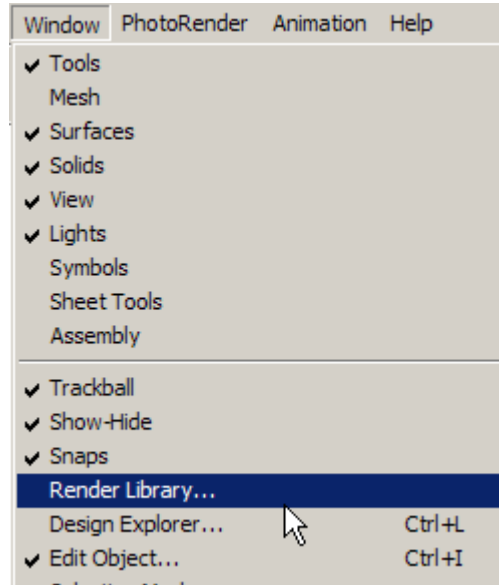 Window PhotoRender Animation Help
Tools
Mesh
Surfaces
Solids
View
Lights
Symbols
Sheet Tools
Assembly
Trackball
Show-Hide
Snaps
Render Library...
Design Explorer... Ctrl+L
Edit Object... Ctrl+I